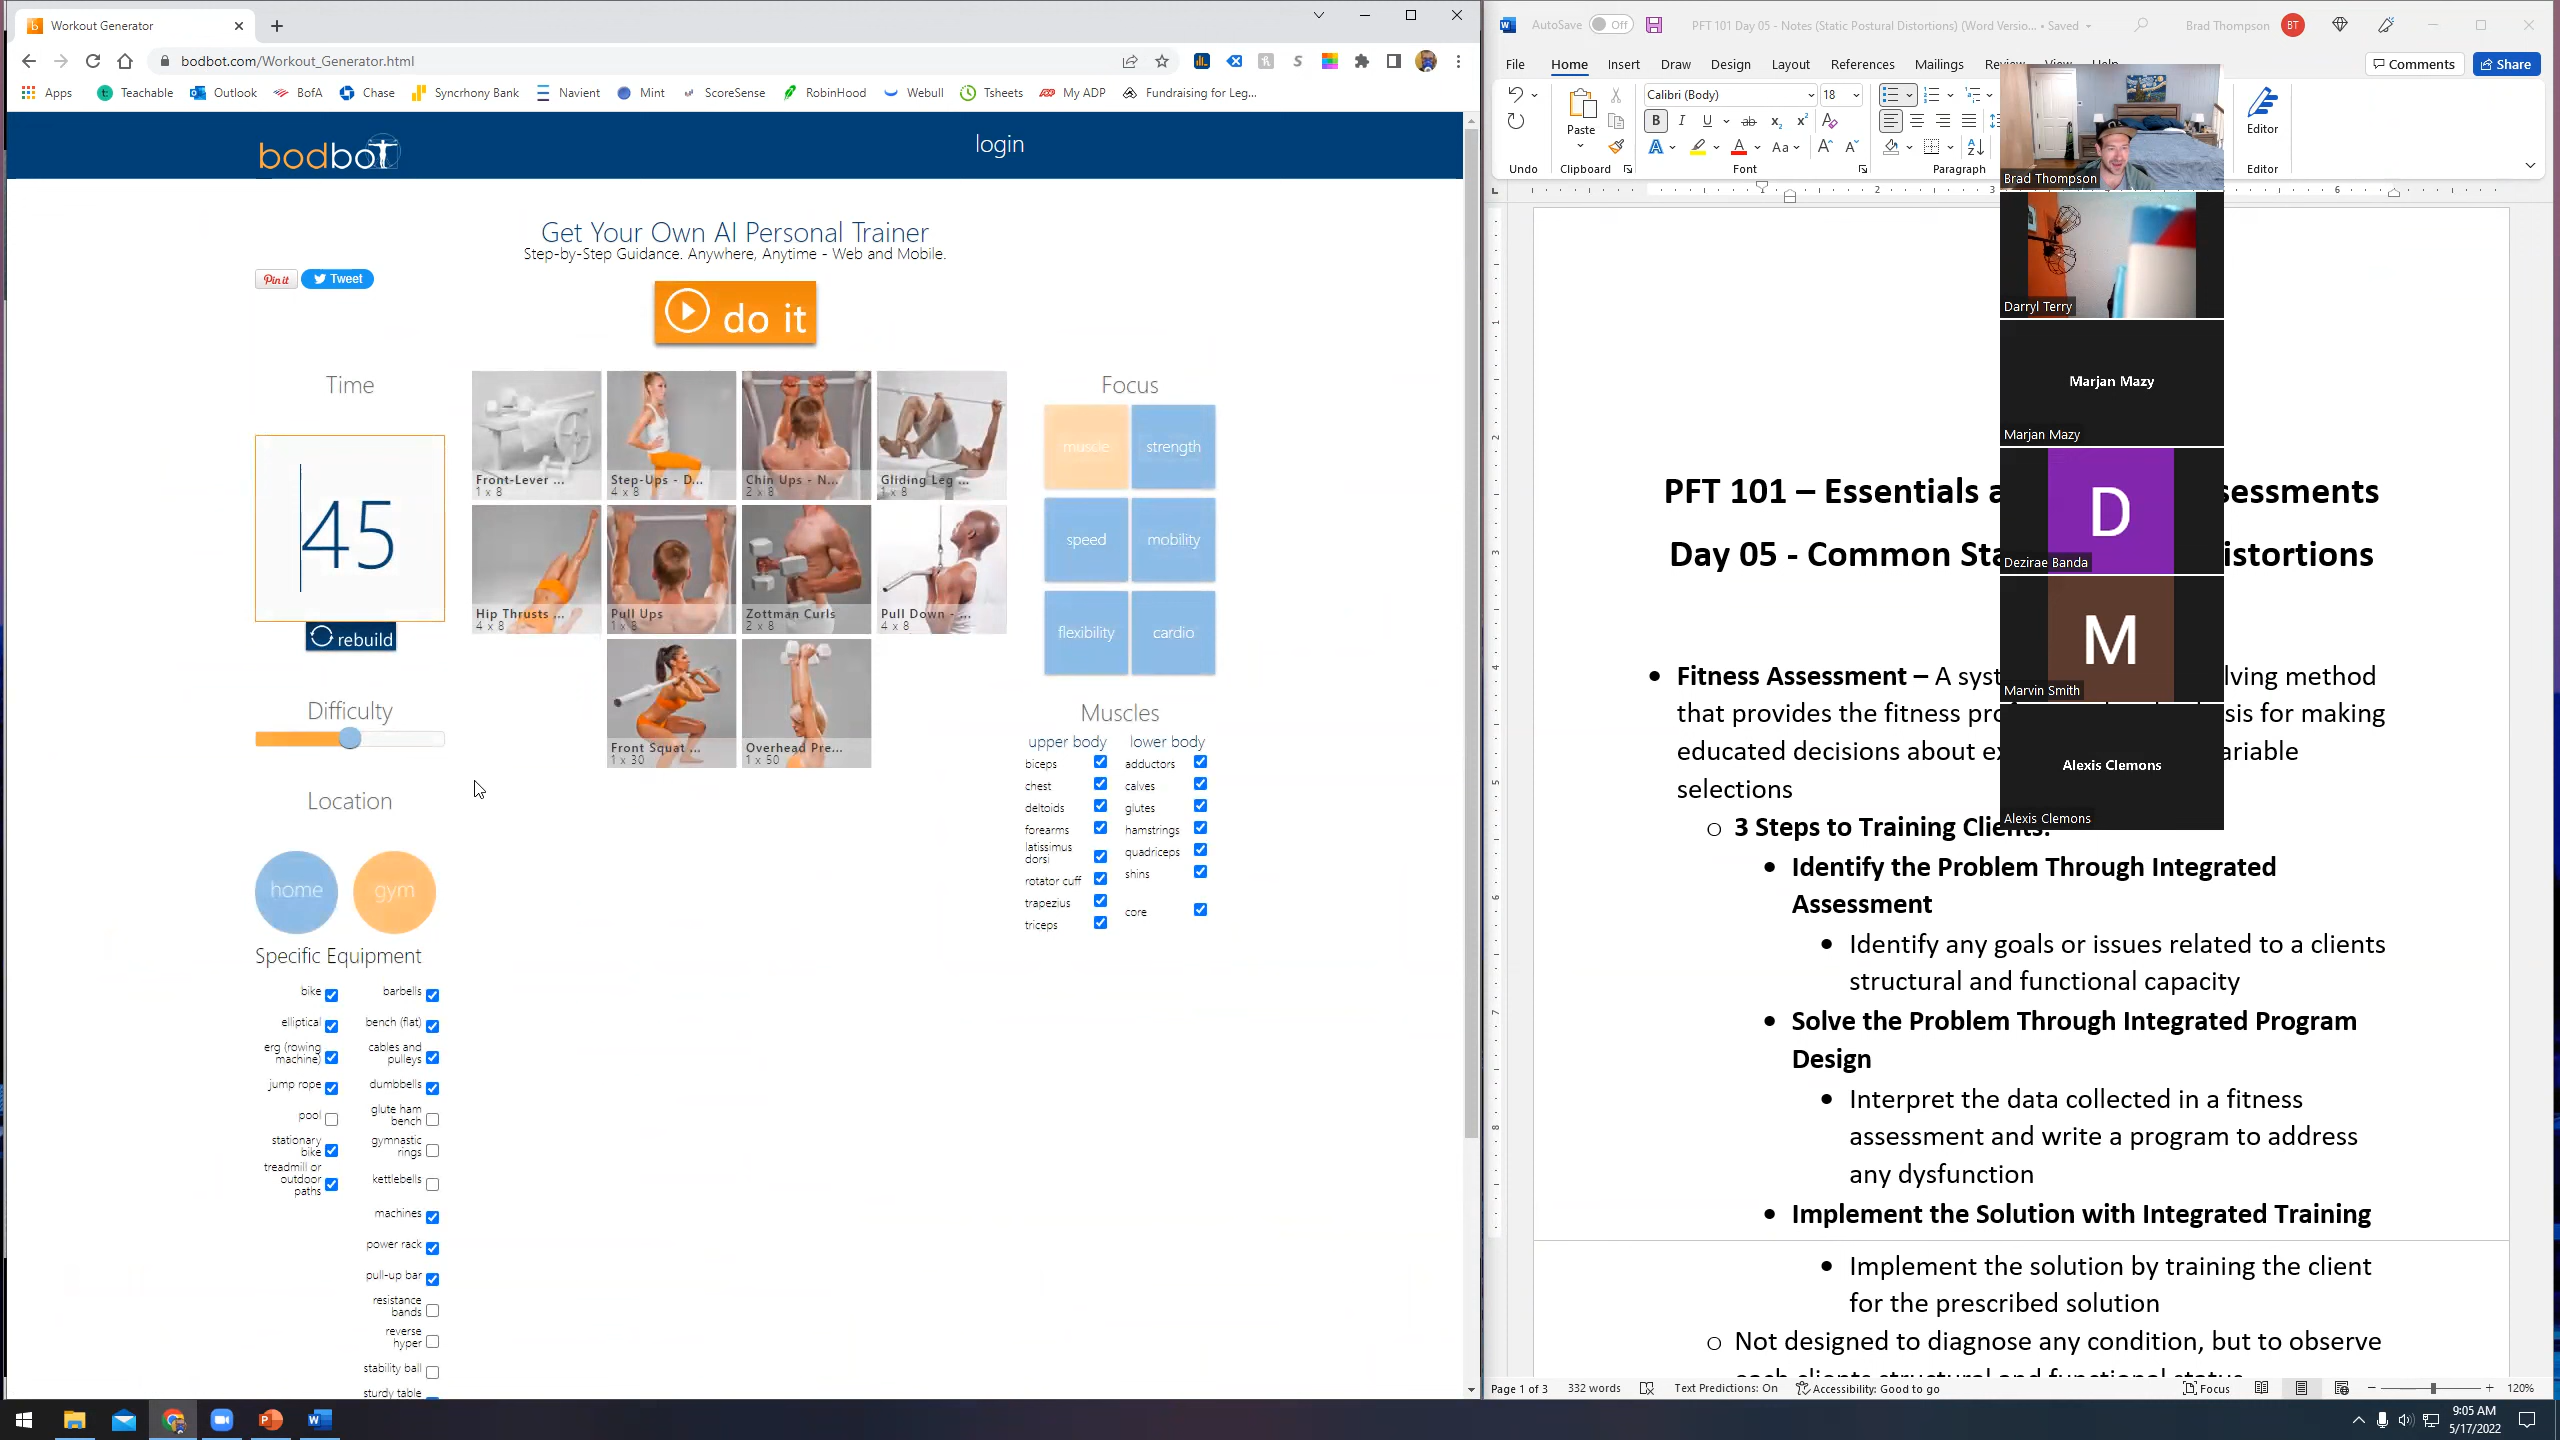 Workout Generator
bodbot.com/Workout_Generator.html
Apps
Teachable
Outlook
BofA
Chase
Syncrhony Bank
Navient
Mint
ScoreSense
RobinHood
Webull
Tsheets
My ADP
Fundraising for Leg...
bodbot
login
Get Your Own AI Personal Trainer
Step-by-Step Guidance. Anywhere, Anytime - Web and Mobile.
Pin it
Tweet
do it
Time
45
rebuild
Difficulty
Location
home
gym
Specific Equipment
bike
elliptical
erg (rowing
machine)
jump rope
pool
stationary
bike
treadmill or
outdoor
paths
barbells
bench (flat)
cables and
pulleys
dumbbells
glute ham
bench
gymnastic
rings
kettlebells
machines
power rack
pull-up bar
resistance
bands
reverse
hyper
stability ball
sturdy table
Front-Lever ...
1 x 8
Step-Ups - D...
4 x 8
Chin Ups - N...
2 x 8
Gliding Leg ...
1 x 8
Hip Thrusts ...
4 x 8
Pull Ups
1 x 8
Zottman Curls
2 x 8
Pull Down - ...
4 x 8
Front Squat ...
1 x 30
Overhead Pre...
1 x 50
Focus
muscle
strength
speed
mobility
flexibility
cardio
Muscles
upper body
biceps
chest
deltoids
forearms
latissimus
dorsi
rotator cuff
trapezius
triceps
lower body
adductors
calves
glutes
hamstrings
quadriceps
shins
core
AutoSave
Off
PFT 101 Day 05 - Notes (Static Postural Distortions) (Word Versio... • Saved
Brad Thompson
BT
File
Home
Insert
Draw
Design
Layout
References
Mailings
Comments
Share
Undo
Paste
Clipboard
Calibri (Body)
18
Font
Paragraph
Editor
Editor
Brad Thompson
Darryl Terry
Marjan Mazy
Marjan Mazy
D
Dezirae Banda
M
Marvin Smith
Alexis Clemons
Alexis Clemons
PFT 101 – Essentials a sessments
Day 05 - Common Sta istortions
Fitness Assessment – A syst lving method
that provides the fitness pro sis for making
educated decisions about ex ariable
selections
3 Steps to Training Clients:
Identify the Problem Through Integrated
Assessment
Identify any goals or issues related to a clients
structural and functional capacity
Solve the Problem Through Integrated Program
Design
Interpret the data collected in a fitness
assessment and write a program to address
any dysfunction
Implement the Solution with Integrated Training
Implement the solution by training the client
for the prescribed solution
Not designed to diagnose any condition, but to observe
each clients structural and functional status
Page 1 of 3
332 words
Text Predictions: On
Accessibility: Good to go
Focus
120%
9:05 AM
5/17/2022